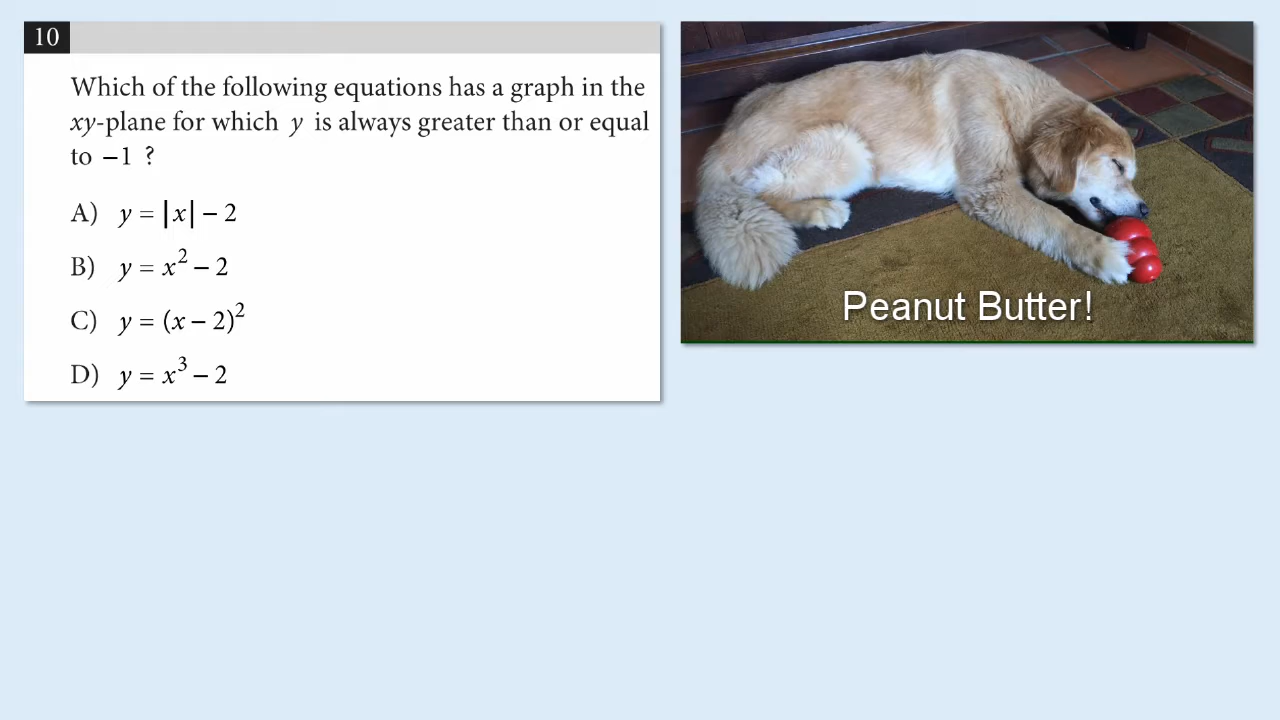 10
Which of the following equations has a graph in the
xy-plane for which y is always greater than or equal
to −1 ?
A) y = |x| − 2
B) y = x² − 2
C) y = (x − 2)²
D) y = x³ − 2
Peanut Butter!